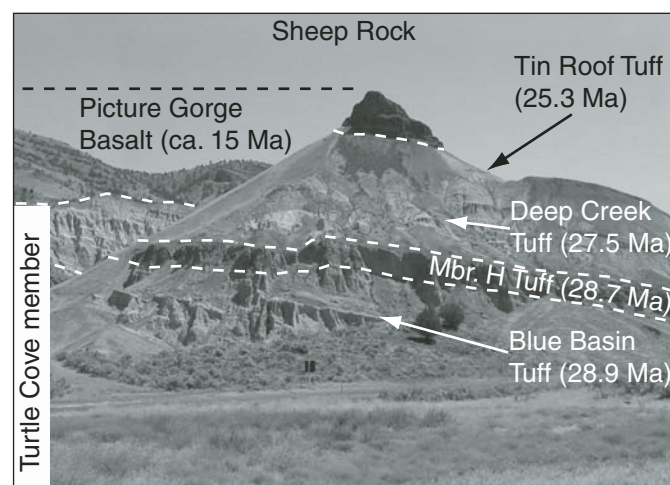 Sheep Rock
Tin Roof Tuff
(25.3 Ma)
Picture Gorge
Basalt (ca. 15 Ma)
Deep Creek
Tuff (27.5 Ma)
Mbr. H Tuff (28.7 Ma)
Blue Basin
Tuff (28.9 Ma)
Turtle Cove member